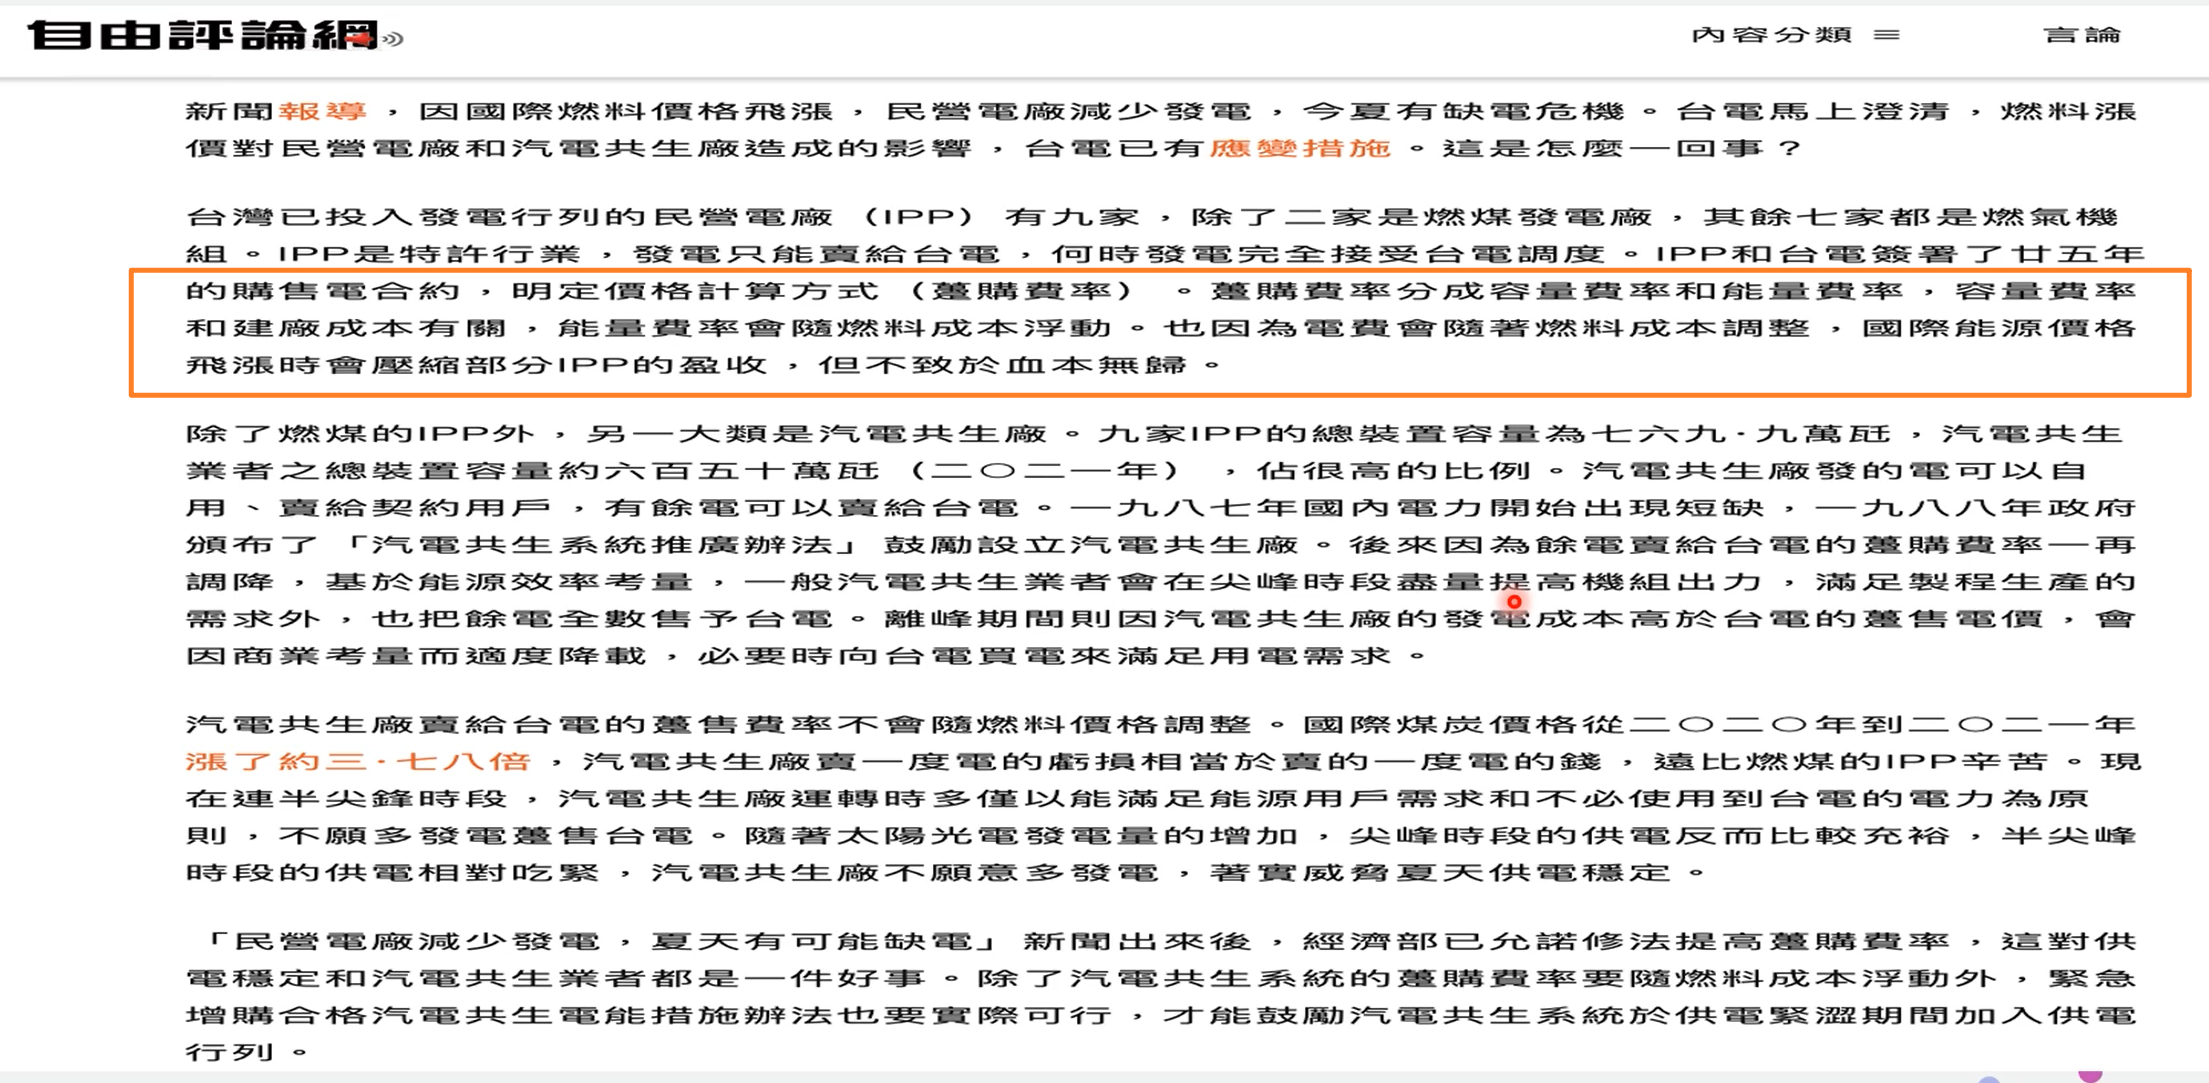 自由評論網
內容分類
言論
新聞報導，因國際燃料價格飛漲，民營電廠減少發電，今夏有缺電危機。台電馬上澄清，燃料漲
價對民營電廠和汽電共生廠造成的影響，台電已有應變措施。這是怎麼一回事？
台灣已投入發電行列的民營電廠（IPP）有九家，除了二家是燃煤發電廠，其餘七家都是燃氣機
組。IPP是特許行業，發電只能賣給台電，何時發電完全接受台電調度。IPP和台電簽署了廿五年
的購售電合約，明定價格計算方式（躉購費率）。躉購費率分成容量費率和能量費率，容量費率
和建廠成本有關，能量費率會隨燃料成本浮動。也因為電費會隨著燃料成本調整，國際能源價格
飛漲時會壓縮部分IPP的盈收，但不致於血本無歸。
除了燃煤的IPP外，另一大類是汽電共生廠。九家IPP的總裝置容量為七六九．九萬瓩，汽電共生
業者之總裝置容量約六百五十萬瓩（二〇二一年），佔很高的比例。汽電共生廠發的電可以自
用、賣給契約用戶，有餘電可以賣給台電。一九八七年國內電力開始出現短缺，一九八八年政府
頒布了「汽電共生系統推廣辦法」鼓勵設立汽電共生廠。後來因為餘電賣給台電的躉購費率一再
調降，基於能源效率考量，一般汽電共生業者會在尖峰時段盡量提高機組出力，滿足製程生產的
需求外，也把餘電全數售予台電。離峰期間則因汽電共生廠的發電成本高於台電的躉售電價，會
因商業考量而適度降載，必要時向台電買電來滿足用電需求。
汽電共生廠賣給台電的躉售費率不會隨燃料價格調整。國際煤炭價格從二〇二〇年到二〇二一年
漲了約三．七八倍，汽電共生廠賣一度電的虧損相當於賣的一度電的錢，遠比燃煤的IPP辛苦。現
在連半尖鋒時段，汽電共生廠運轉時多僅以能滿足能源用戶需求和不必使用到台電的電力為原
則，不願多發電躉售台電。隨著太陽光電發電量的增加，尖峰時段的供電反而比較充裕，半尖峰
時段的供電相對吃緊，汽電共生廠不願意多發電，著實威脅夏天供電穩定。
「民營電廠減少發電，夏天有可能缺電」新聞出來後，經濟部已允諾修法提高躉購費率，這對供
電穩定和汽電共生業者都是一件好事。除了汽電共生系統的躉購費率要隨燃料成本浮動外，緊急
增購合格汽電共生電能措施辦法也要實際可行，才能鼓勵汽電共生系統於供電緊澀期間加入供電
行列。